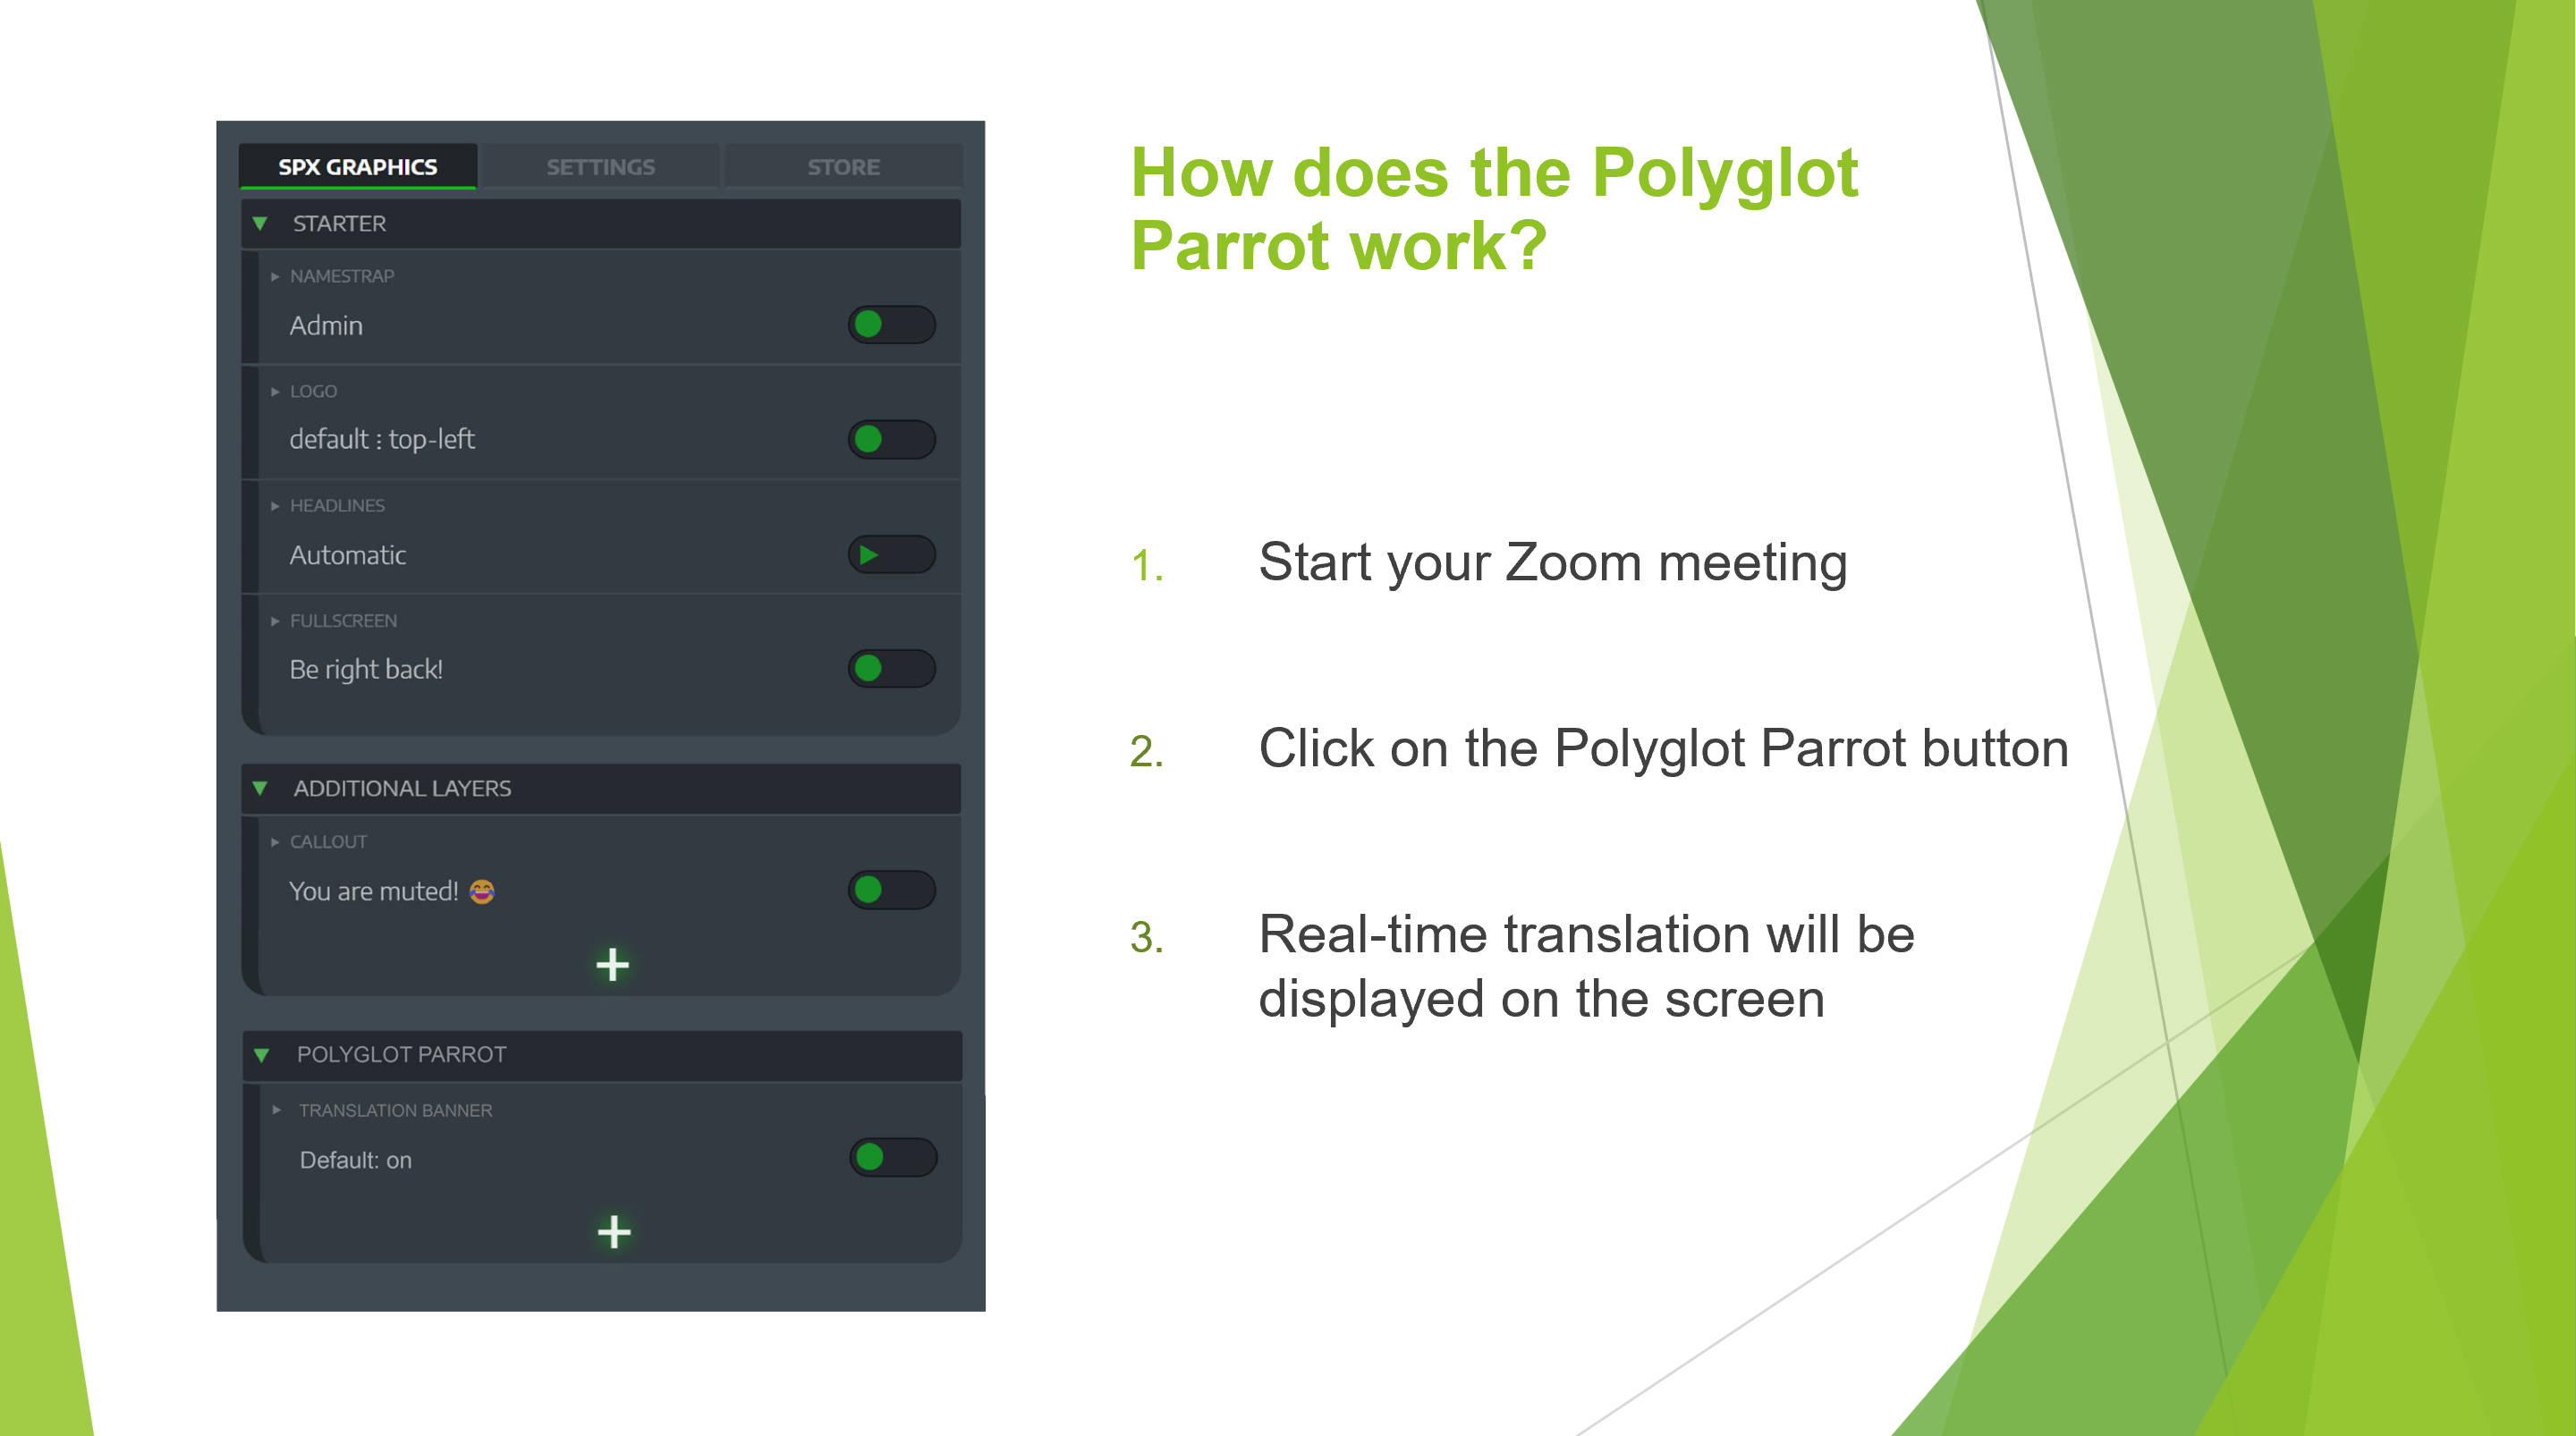 SPX GRAPHICS SETTINGS STORE
STARTER
NAMESTRAP
Admin
LOGO
default ⋮ top-left
HEADLINES
Automatic
FULLSCREEN
Be right back!
ADDITIONAL LAYERS
CALLOUT
You are muted! 😂
+
POLYGLOT PARROT
TRANSLATION BANNER
Default: on
+
How does the Polyglot
Parrot work?
1. Start your Zoom meeting
2. Click on the Polyglot Parrot button
3. Real-time translation will be
displayed on the screen